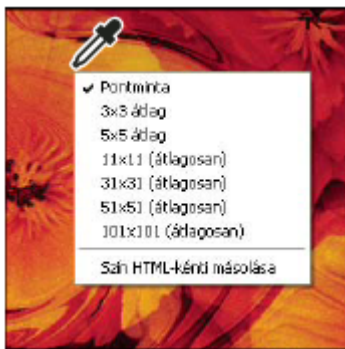 Pontminta
3x3 átlag
5x5 átlag
11x11 (átlagosan)
31x31 (átlagosan)
51x51 (átlagosan)
101x101 (átlagosan)
Szín HTML-kénti másolása